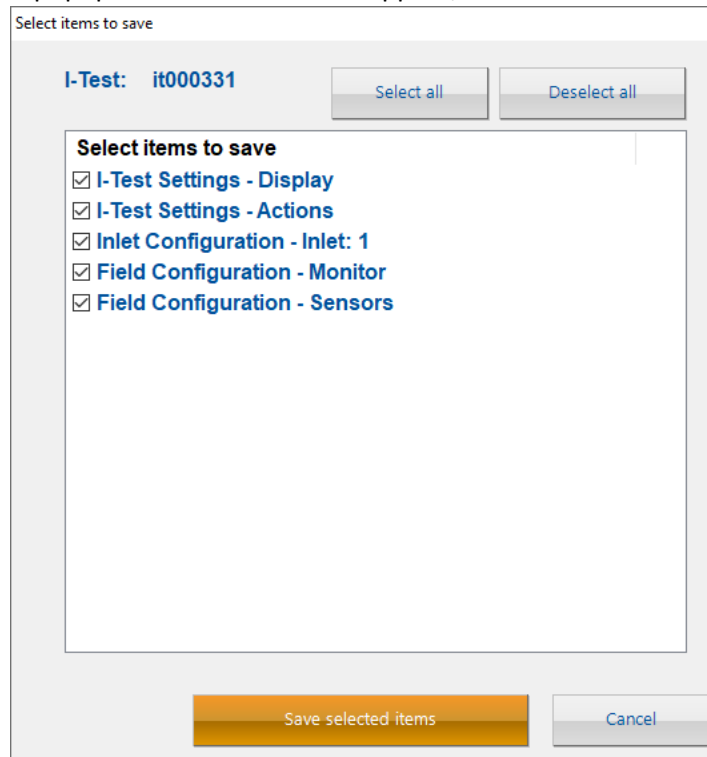 Select items to save
I-Test: it000331
Select all
Deselect all
Select items to save
I-Test Settings - Display
I-Test Settings - Actions
Inlet Configuration - Inlet: 1
Field Configuration - Monitor
Field Configuration - Sensors
Save selected items
Cancel